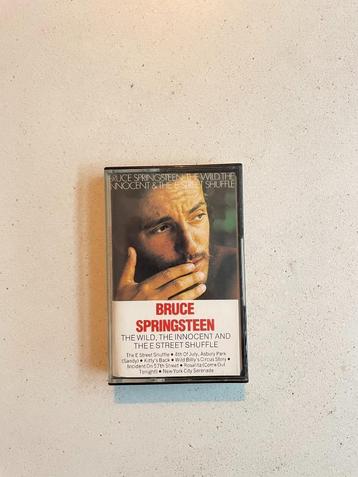 BRUCE SPRINGSTEEN THE WILD, THE
INNOCENT & THE E STREET SHUFFLE
BRUCE
SPRINGSTEEN
THE WILD, THE INNOCENT AND
THE E STREET SHUFFLE
The E Street Shuffle • 4th Of July, Asbury Park
(Sandy) • Kitty's Back • Wild Billy's Circus Story •
Incident On 57th Street • Rosalita (Come Out
Tonight) • New York City Serenade